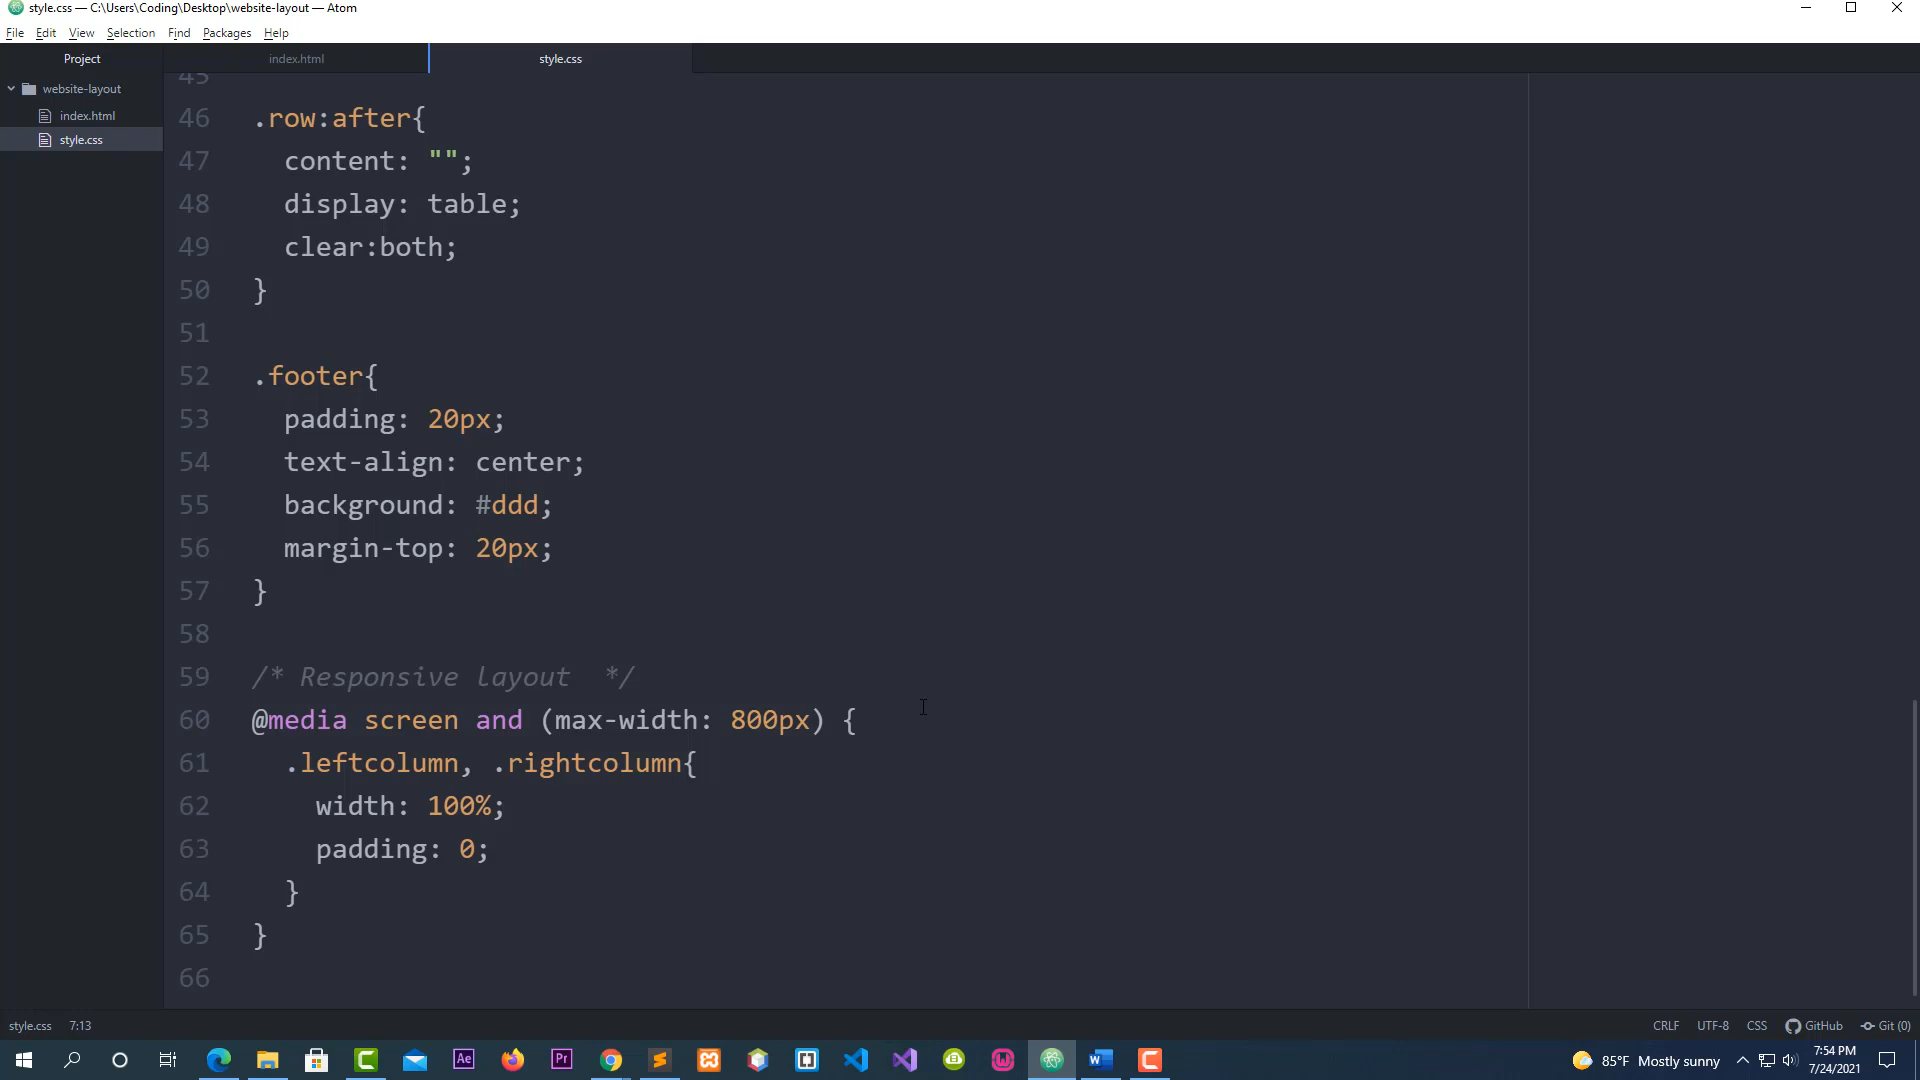 style.css — C:\Users\Coding\Desktop\website-layout — Atom
File Edit View Selection Find Packages Help
Project
index.html
style.css
website-layout
index.html
style.css
45
46 .row:after{
47 content: "";
48 display: table;
49 clear:both;
50 }
51
52 .footer{
53 padding: 20px;
54 text-align: center;
55 background: #ddd;
56 margin-top: 20px;
57 }
58
59 /* Responsive layout  */
60 @media screen and (max-width: 800px) {
61 .leftcolumn, .rightcolumn{
62 width: 100%;
63 padding: 0;
64 }
65 }
66
style.css 7:13
CRLF UTF-8 CSS GitHub Git (0)
Ae
Pr
85°F Mostly sunny
7:54 PM
7/24/2021